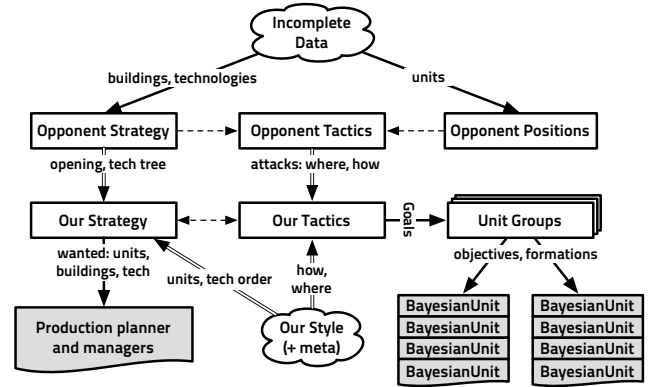 Incomplete
Data
buildings, technologies
units
Opponent Strategy
Opponent Tactics
Opponent Positions
opening, tech tree
attacks: where, how
Our Strategy
Our Tactics
Goals
Unit Groups
wanted: units,
buildings, tech
units, tech order
how,
where
objectives, formations
Production planner
and managers
Our Style
(+ meta)
BayesianUnit
BayesianUnit
BayesianUnit
BayesianUnit
BayesianUnit
BayesianUnit
BayesianUnit
BayesianUnit